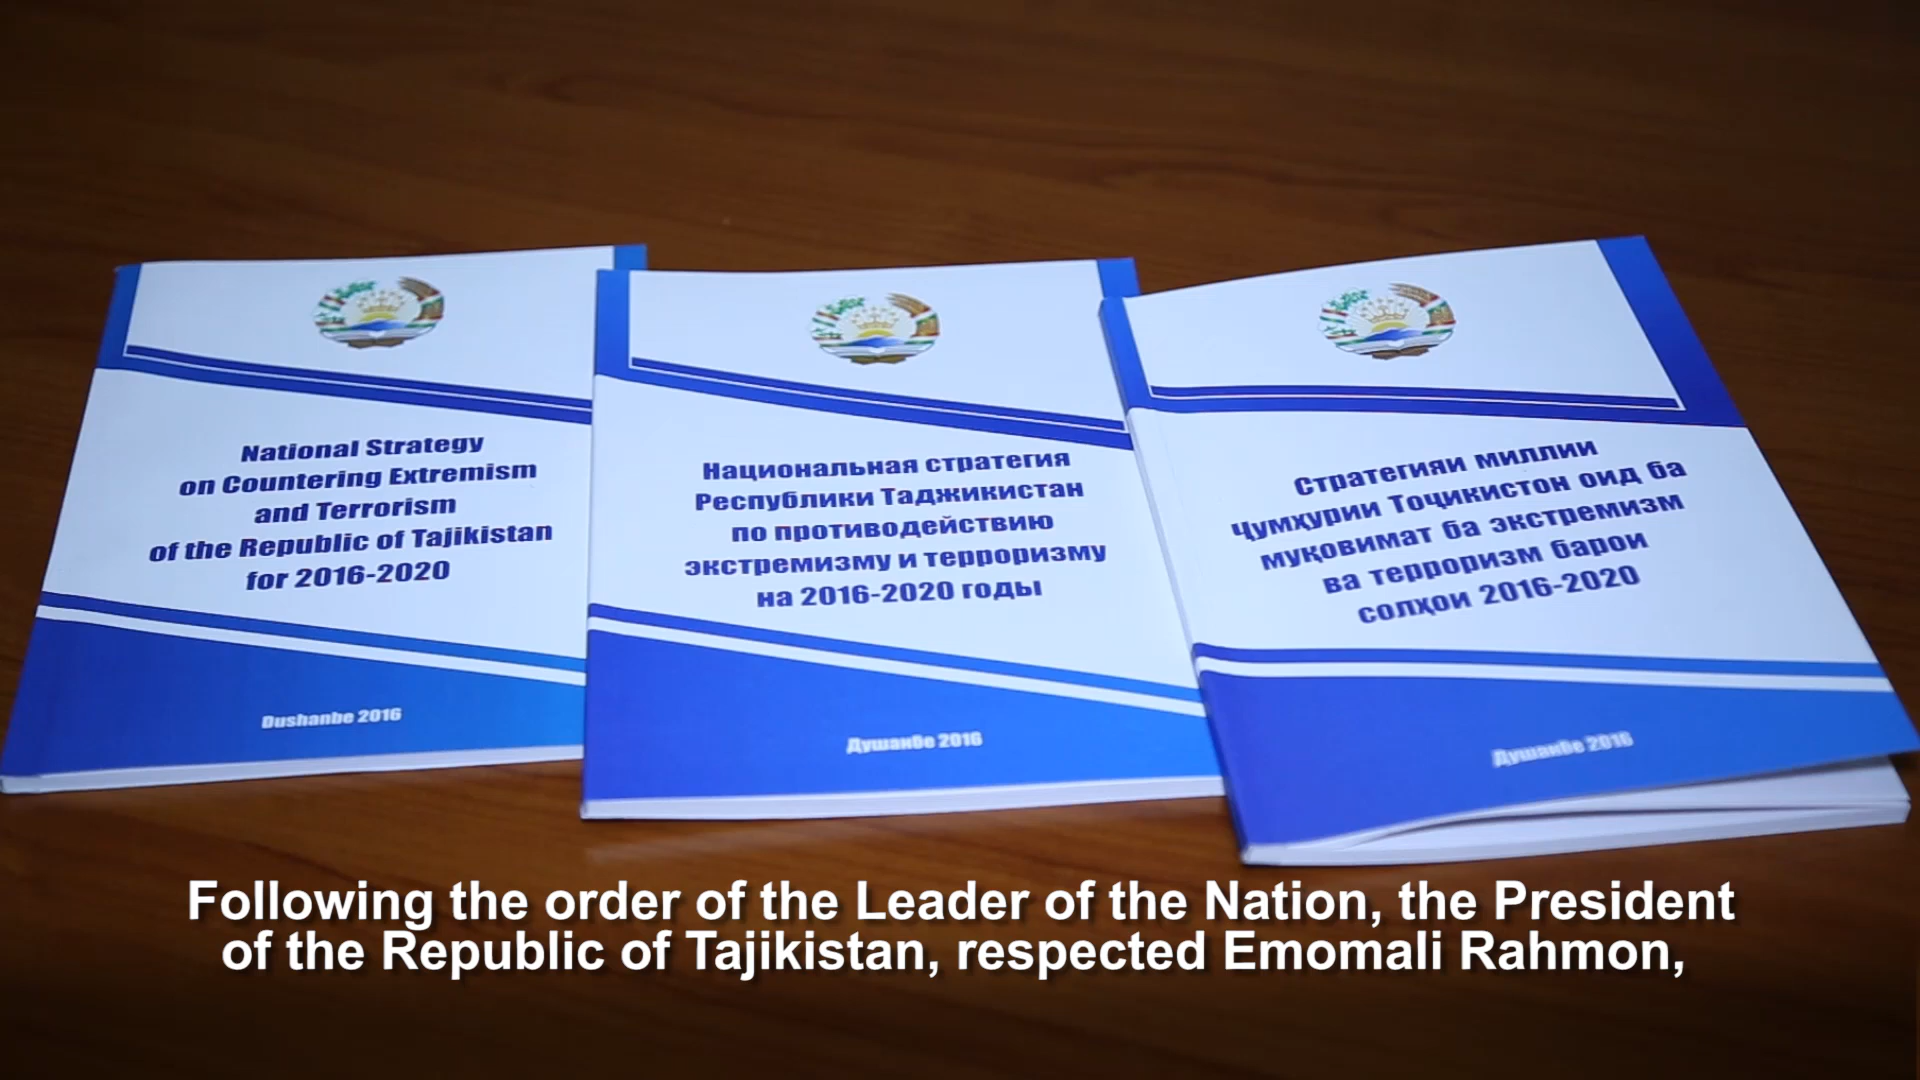 National Strategy
on Countering Extremism
and Terrorism
of the Republic of Tajikistan
for 2016-2020
Dushanbe 2016
Национальная стратегия
Республики Таджикистан
по противодействию
экстремизму и терроризму
на 2016-2020 годы
Душанбе 2016
Стратегияи миллии
Ҷумҳурии Тоҷикистон оид ба
муқовимат ба экстремизм
ва терроризм барои
солҳои 2016-2020
Душанбе 2016
Following the order of the Leader of the Nation, the President
of the Republic of Tajikistan, respected Emomali Rahmon,